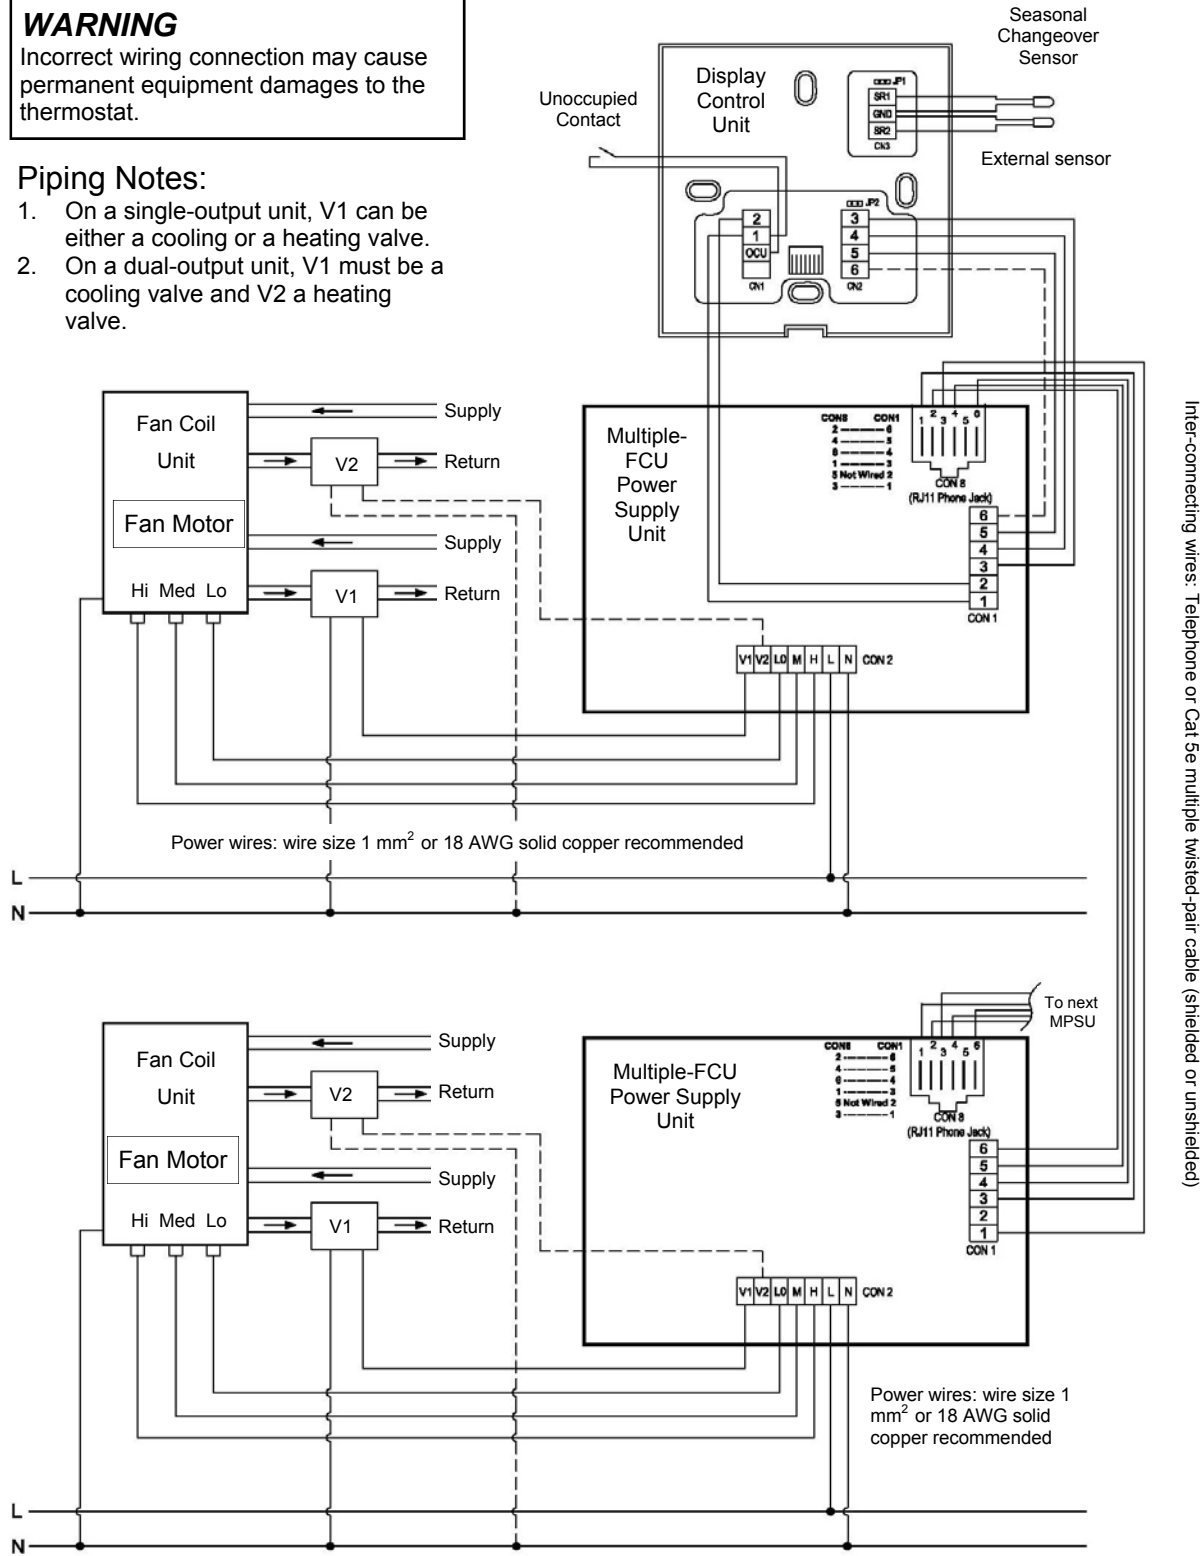 WARNING
Incorrect wiring connection may cause
permanent equipment damages to the
thermostat.
Piping Notes:
1. On a single-output unit, V1 can be
either a cooling or a heating valve.
2. On a dual-output unit, V1 must be a
cooling valve and V2 a heating
valve.
Unoccupied
Contact
Display
Control
Unit
Seasonal
Changeover
Sensor
JP1
SR1
GND
SR2
CN3
External sensor
2
1
OCU
CN1
JP2
3
4
5
6
CN2
Fan Coil
Unit
Fan Motor
Hi Med Lo
Supply
V2
Return
Supply
V1
Return
Multiple-
FCU
Power
Supply
Unit
CON8 CON1
2 ---------- 6
4 ---------- 5
6 ---------- 4
1 ---------- 3
5 Not Wired 2
3 ---------- 1
1 2 3 4 5 6
CON 8
(RJ11 Phone Jack)
6
5
4
3
2
1
CON 1
V1 V2 LO M H L N CON 2
Power wires: wire size 1 mm2 or 18 AWG solid copper recommended
L
N
Inter-connecting wires: Telephone or Cat 5e multiple twisted-pair cable (shielded or unshielded)
To next
MPSU
Fan Coil
Unit
Fan Motor
Hi Med Lo
Supply
V2
Return
Supply
V1
Return
Multiple-FCU
Power Supply
Unit
CON8 CON1
2 ---------- 6
4 ---------- 5
6 ---------- 4
1 ---------- 3
5 Not Wired 2
3 ---------- 1
1 2 3 4 5 6
CON 8
(RJ11 Phone Jack)
6
5
4
3
2
1
CON 1
V1 V2 LO M H L N CON 2
Power wires: wire size 1
mm2 or 18 AWG solid
copper recommended
L
N